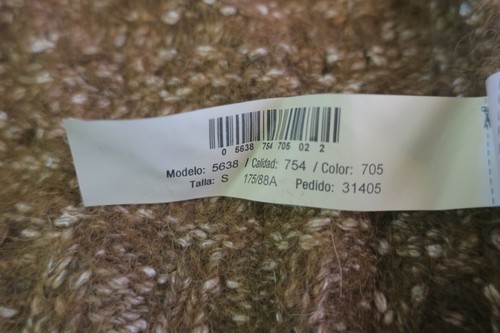 0 5638 754 705 02 2
Modelo: 5638 / Calidad: 754 / Color: 705
Talla: S 175/88A Pedido: 31405